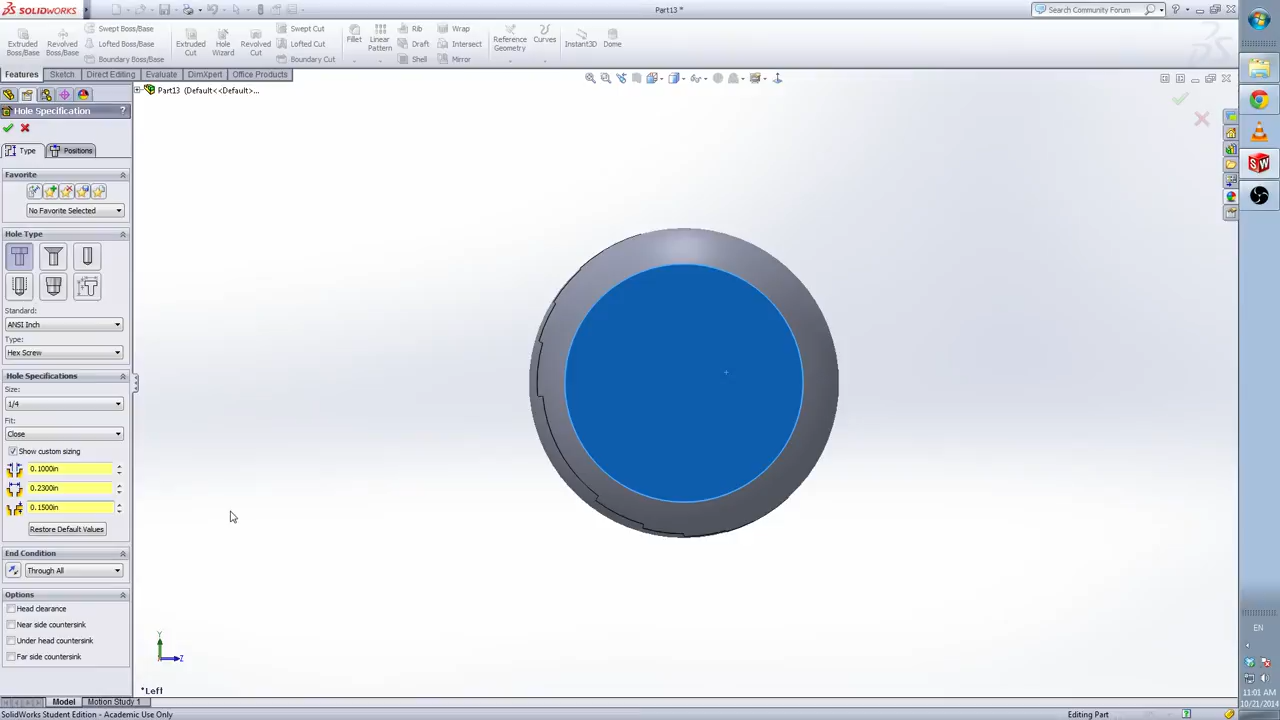 SOLIDWORKS
Part13 *
Search Community Forum
Extruded Boss/Base
Revolved Boss/Base
Swept Boss/Base
Lofted Boss/Base
Boundary Boss/Base
Extruded Cut
Hole Wizard
Revolved Cut
Swept Cut
Lofted Cut
Boundary Cut
Fillet
Linear Pattern
Rib
Draft
Shell
Wrap
Intersect
Mirror
Reference Geometry
Curves
Instant3D
Dome
Features
Sketch
Direct Editing
Evaluate
DimXpert
Office Products
Part13 (Default<<Default>...
Hole Specification
?
Type
Positions
Favorite
No Favorite Selected
Hole Type
Standard:
ANSI Inch
Type:
Hex Screw
Hole Specifications
Size:
1/4
Fit:
Close
Show custom sizing
0.1000in
0.2300in
0.1500in
Restore Default Values
End Condition
Through All
Options
Head clearance
Near side countersink
Under head countersink
Far side countersink
Y
Z
*Left
Model
Motion Study 1
SolidWorks Student Edition - Academic Use Only
Editing Part
EN
11:01 AM
10/21/2014